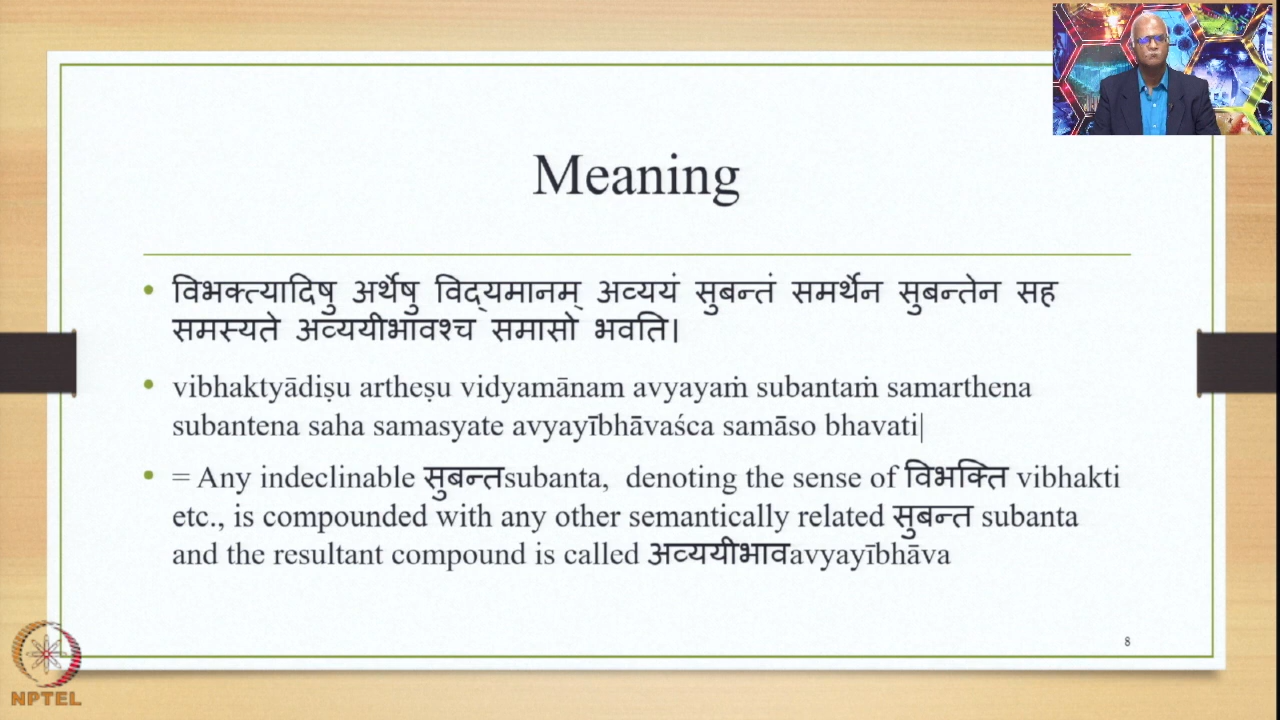 Meaning
विभक्त्यादिषु अर्थेषु विद्यमानम् अव्ययं सुबन्तं समर्थेन सुबन्तेन सह
समस्यते अव्ययीभावश्च समासो भवति।
vibhaktyādiṣu artheṣu vidyamānam avyayaṁ subantaṁ samarthena
subantena saha samasyate avyayībhāvaśca samāso bhavati|
= Any indeclinable सुबन्तsubanta, denoting the sense of विभक्ति vibhakti
etc., is compounded with any other semantically related सुबन्त subanta
and the resultant compound is called अव्ययीभावavyayībhāva
8
NPTEL